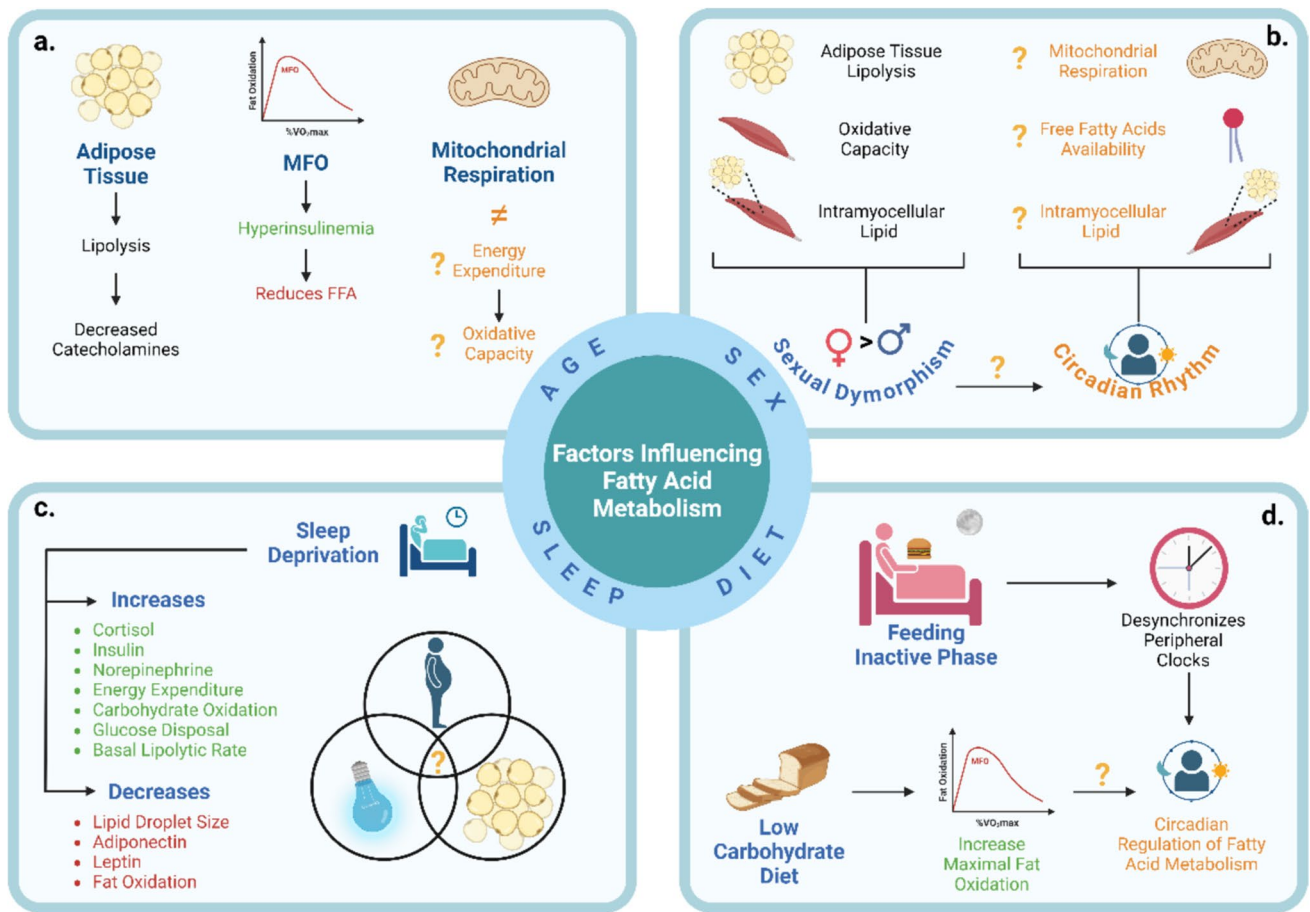 a.
Fat Oxidation
MFO
%VO₂max
Adipose
Tissue
Lipolysis
Decreased
Catecholamines
MFO
Hyperinsulinemia
Reduces FFA
Mitochondrial
Respiration
≠
? Energy
Expenditure
? Oxidative
Capacity
b.
Adipose Tissue
Lipolysis
Oxidative
Capacity
Intramyocellular
Lipid
? Mitochondrial
Respiration
? Free Fatty Acids
Availability
? Intramyocellular
Lipid
♀ > ♂
Sexual Dymorphism
?
Circadian Rhythm
AGE
SEX
SLEEP
DIET
Factors Influencing
Fatty Acid
Metabolism
c.
Sleep
Deprivation
Increases
• Cortisol
• Insulin
• Norepinephrine
• Energy Expenditure
• Carbohydrate Oxidation
• Glucose Disposal
• Basal Lipolytic Rate
Decreases
• Lipid Droplet Size
• Adiponectin
• Leptin
• Fat Oxidation
?
d.
Feeding
Inactive Phase
Desynchronizes
Peripheral
Clocks
Low
Carbohydrate
Diet
Fat Oxidation
MFO
%VO₂max
Increase
Maximal Fat
Oxidation
?
Circadian
Regulation of Fatty
Acid Metabolism